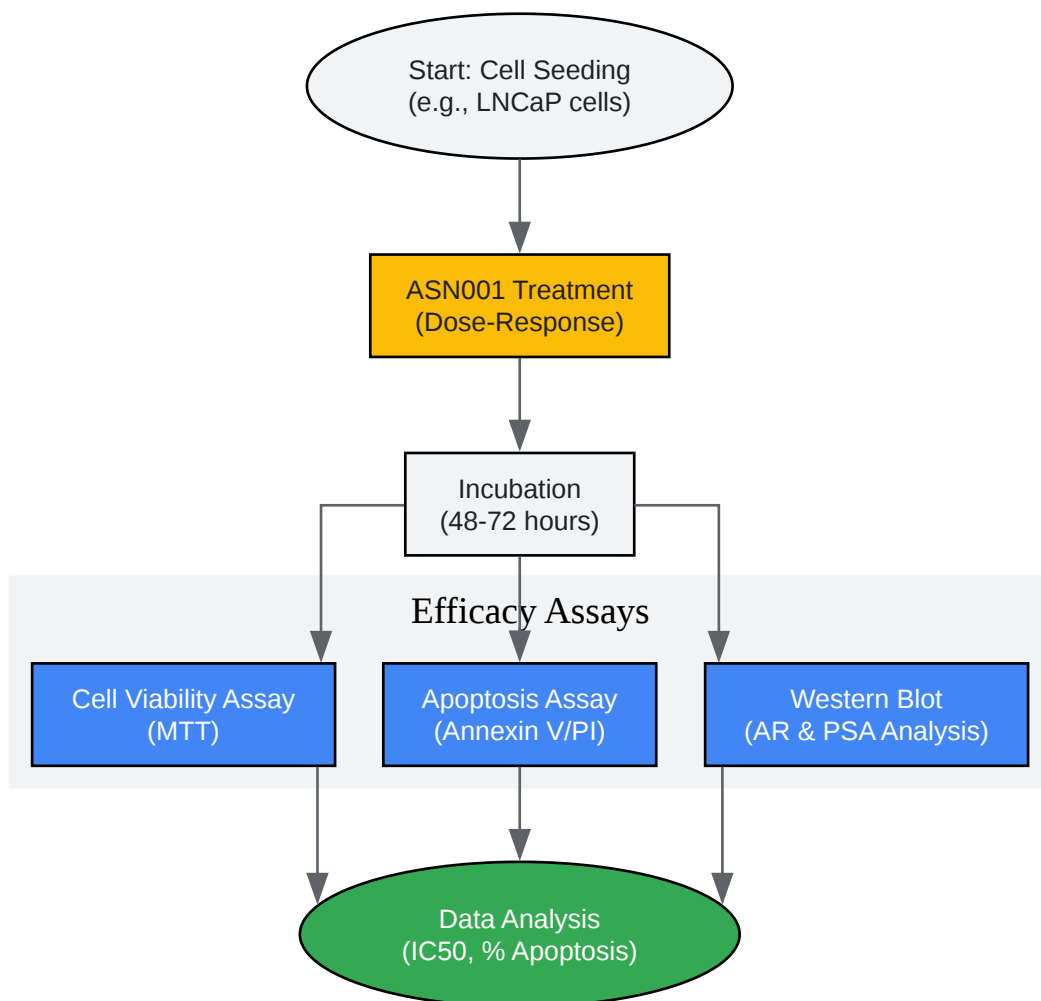 Start: Cell Seeding
(e.g., LNCaP cells)
ASN001 Treatment
(Dose-Response)
Incubation
(48-72 hours)
Efficacy Assays
Cell Viability Assay
(MTT)
Apoptosis Assay
(Annexin V/PI)
Western Blot
(AR & PSA Analysis)
Data Analysis
(IC50, % Apoptosis)